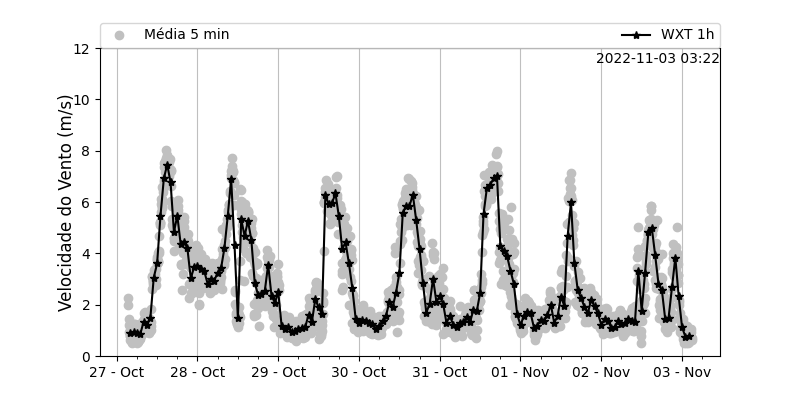 Média 5 min
WXT 1h
2022-11-03 03:22
Velocidade do Vento (m/s)
12
10
8
6
4
2
0
27 - Oct
28 - Oct
29 - Oct
30 - Oct
31 - Oct
01 - Nov
02 - Nov
03 - Nov